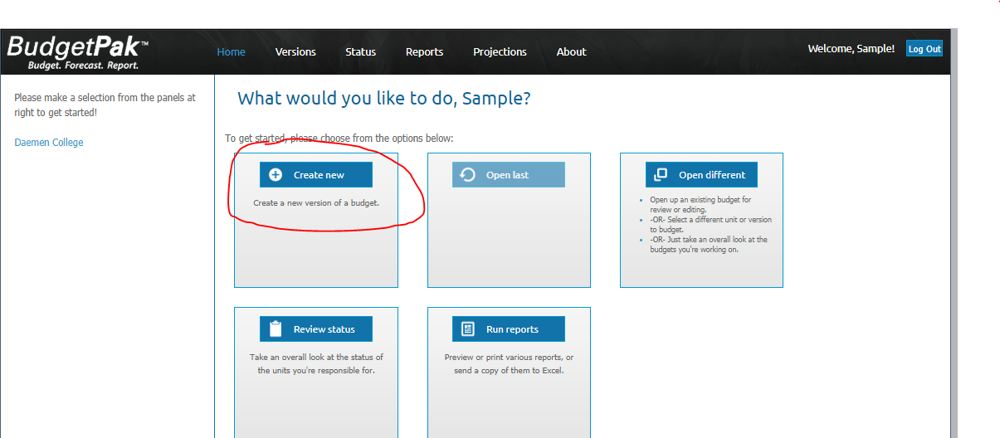 BudgetPak™
Budget. Forecast. Report.
Home Versions Status Reports Projections About
Welcome, Sample! Log Out
Please make a selection from the panels at
right to get started!
Daemen College
What would you like to do, Sample?
To get started, please choose from the options below:
Create new
Create a new version of a budget.
Open last
Open different
• Open up an existing budget for
review or editing.
• -OR- Select a different unit or version
to budget.
• -OR- Just take an overall look at the
budgets you're working on.
Review status
Take an overall look at the status of
the units you're responsible for.
Run reports
Preview or print various reports, or
send a copy of them to Excel.